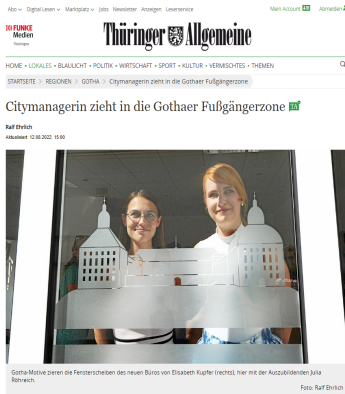 Abo Digital Lesen Marktplatz Jobs Newsletter Anzeigen Leserservice
Mein Account Abmelden
FUNKE
Medien
Thüringen
Thüringer Allgemeine
HOME LOKALES BLAULICHT POLITIK WIRTSCHAFT SPORT KULTUR VERMISCHTES THEMEN
STARTSEITE > REGIONEN > GOTHA > Citymanagerin zieht in die Gothaer Fußgängerzone
Citymanagerin zieht in die Gothaer Fußgängerzone TA+
Ralf Ehrlich
Aktualisiert: 12.08.2022, 15:00
Gotha-Motive zieren die Fensterscheiben des neuen Büros von Elisabeth Kupfer (rechts), hier mit der Auszubildenden Julia
Röhreich.
Foto: Ralf Ehrlich